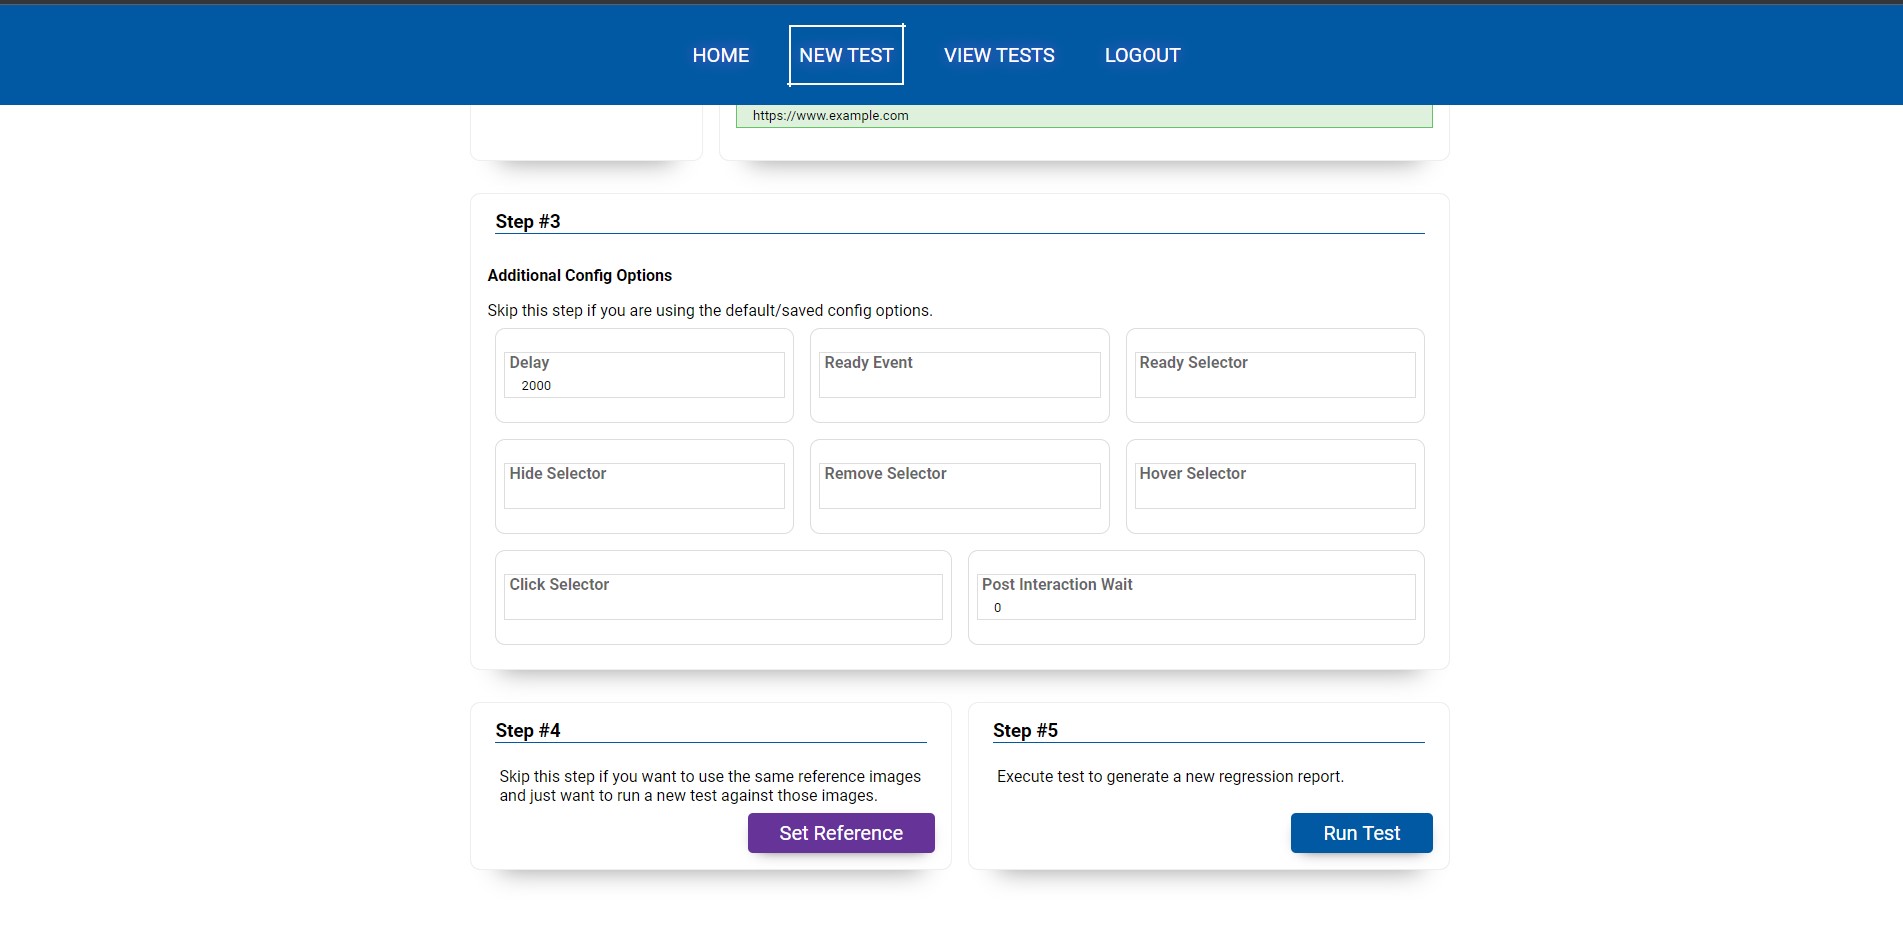 HOME NEW TEST VIEW TESTS LOGOUT
https://www.example.com
Step #3
Additional Config Options
Skip this step if you are using the default/saved config options.
Delay
2000
Ready Event
Ready Selector
Hide Selector
Remove Selector
Hover Selector
Click Selector
Post Interaction Wait
0
Step #4
Skip this step if you want to use the same reference images
and just want to run a new test against those images.
Set Reference
Step #5
Execute test to generate a new regression report.
Run Test